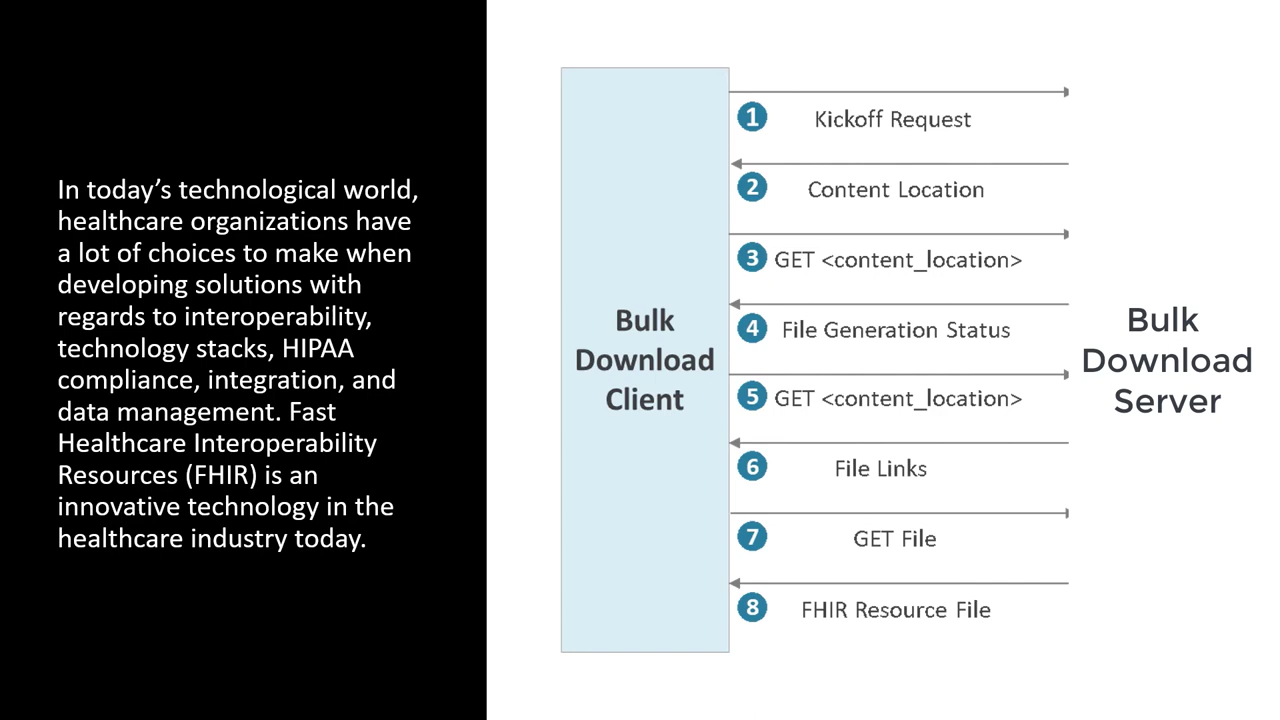 In today’s technological world,
healthcare organizations have
a lot of choices to make when
developing solutions with
regards to interoperability,
technology stacks, HIPAA
compliance, integration, and
data management. Fast
Healthcare Interoperability
Resources (FHIR) is an
innovative technology in the
healthcare industry today.
Bulk
Download
Client
1 Kickoff Request
2 Content Location
3 GET <content_location>
4 File Generation Status
5 GET <content_location>
6 File Links
7 GET File
8 FHIR Resource File
Bulk
Download
Server